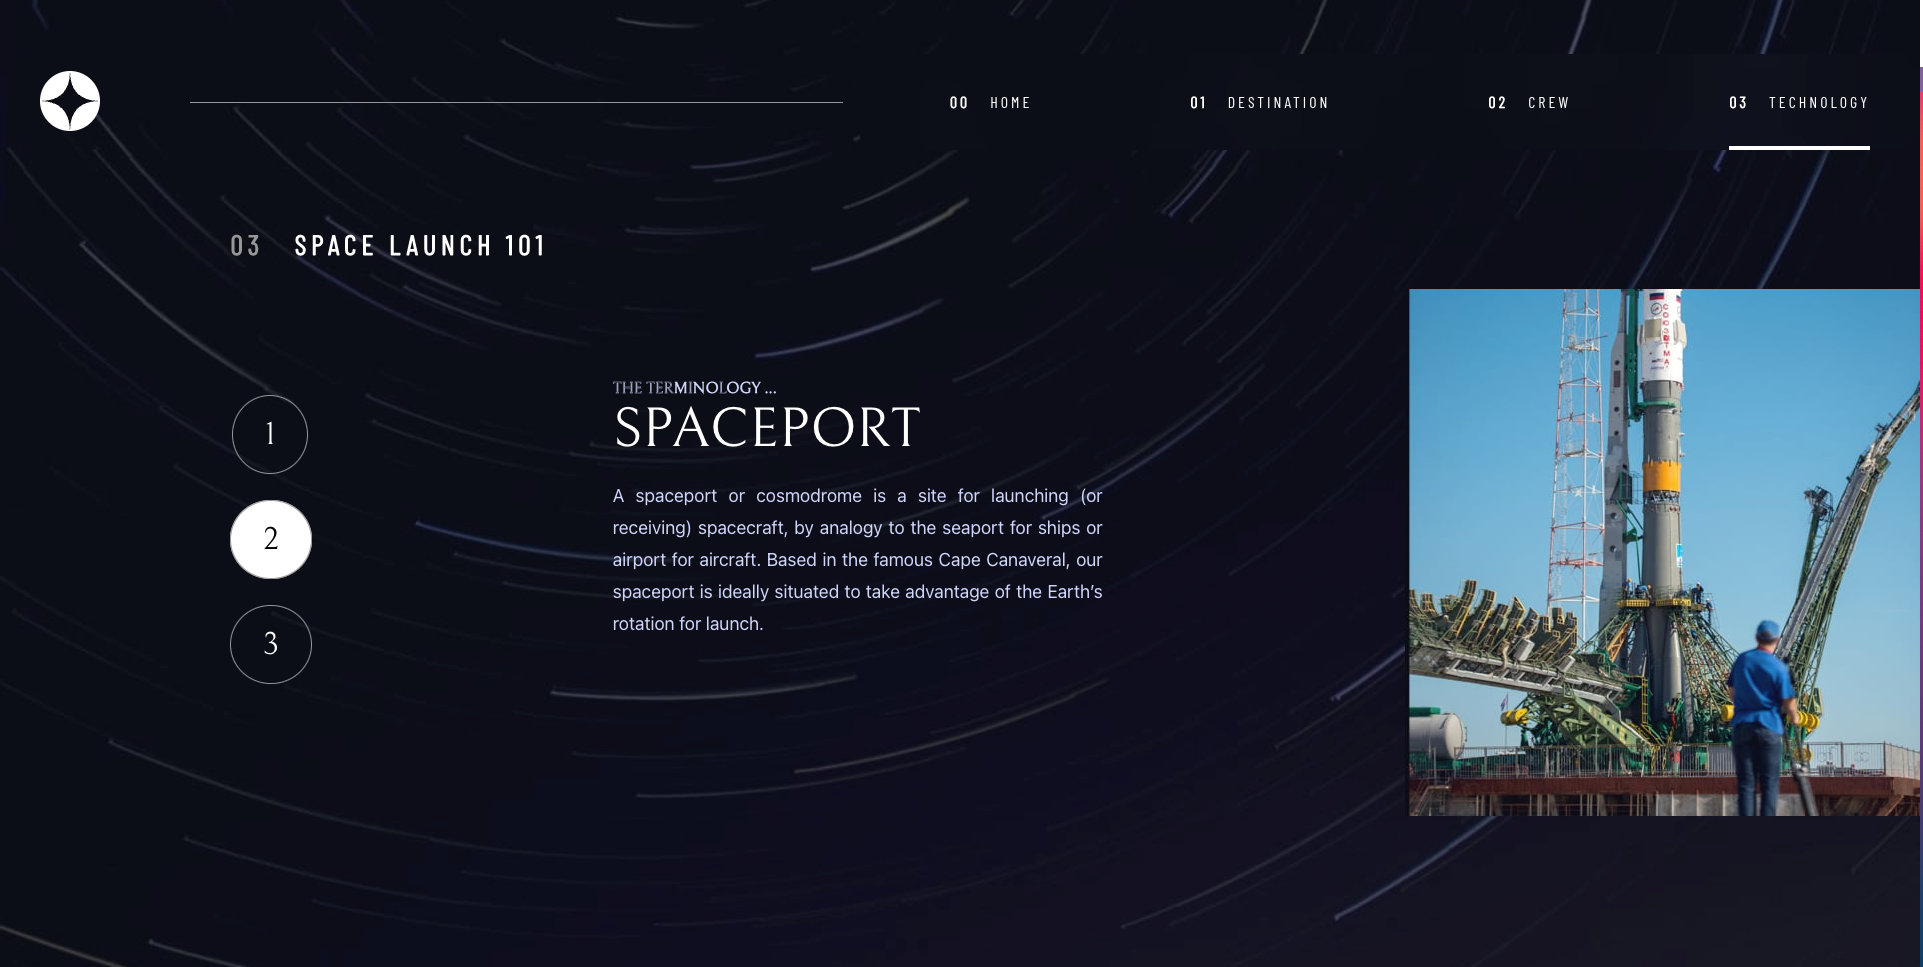 00 HOME
01 DESTINATION
02 CREW
03 TECHNOLOGY
03 SPACE LAUNCH 101
1
2
3
THE TERMINOLOGY ...
SPACEPORT
A spaceport or cosmodrome is a site for launching (or
receiving) spacecraft, by analogy to the seaport for ships or
airport for aircraft. Based in the famous Cape Canaveral, our
spaceport is ideally situated to take advantage of the Earth’s
rotation for launch.